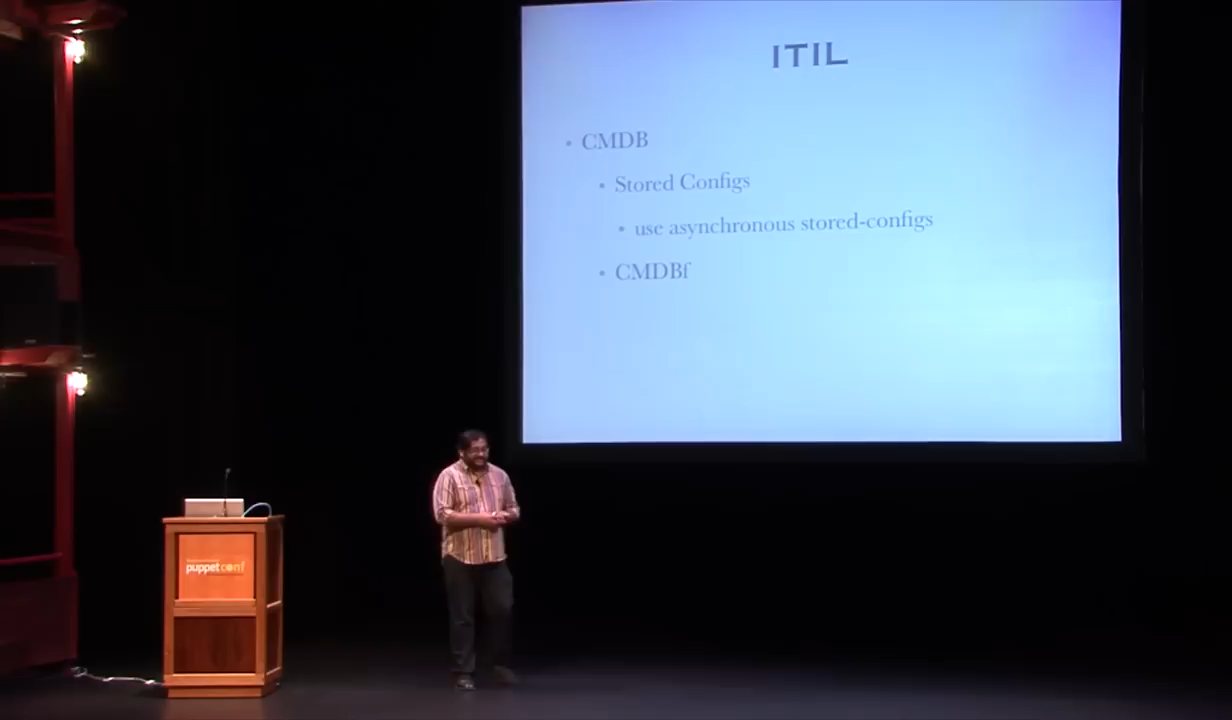 ITIL
• CMDB
• Stored Configs
• use asynchronous stored-configs
• CMDBf
puppetconf